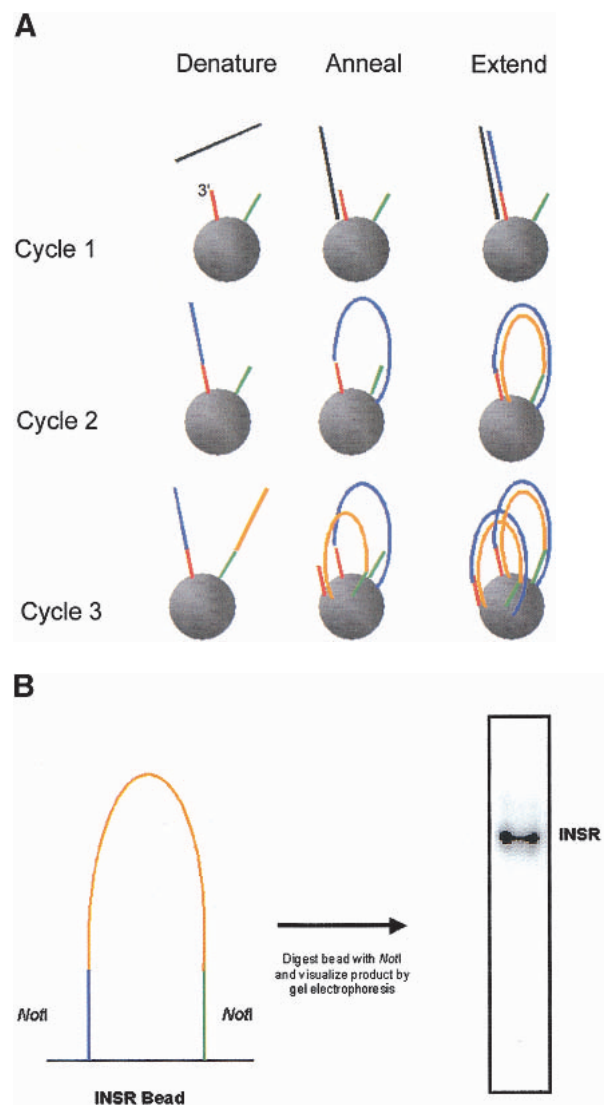 A
Denature Anneal Extend
3'
Cycle 1
Cycle 2
Cycle 3
B
INSR
NotI NotI
Digest bead with NotI
and visualize product by
gel electrophoresis
INSR Bead